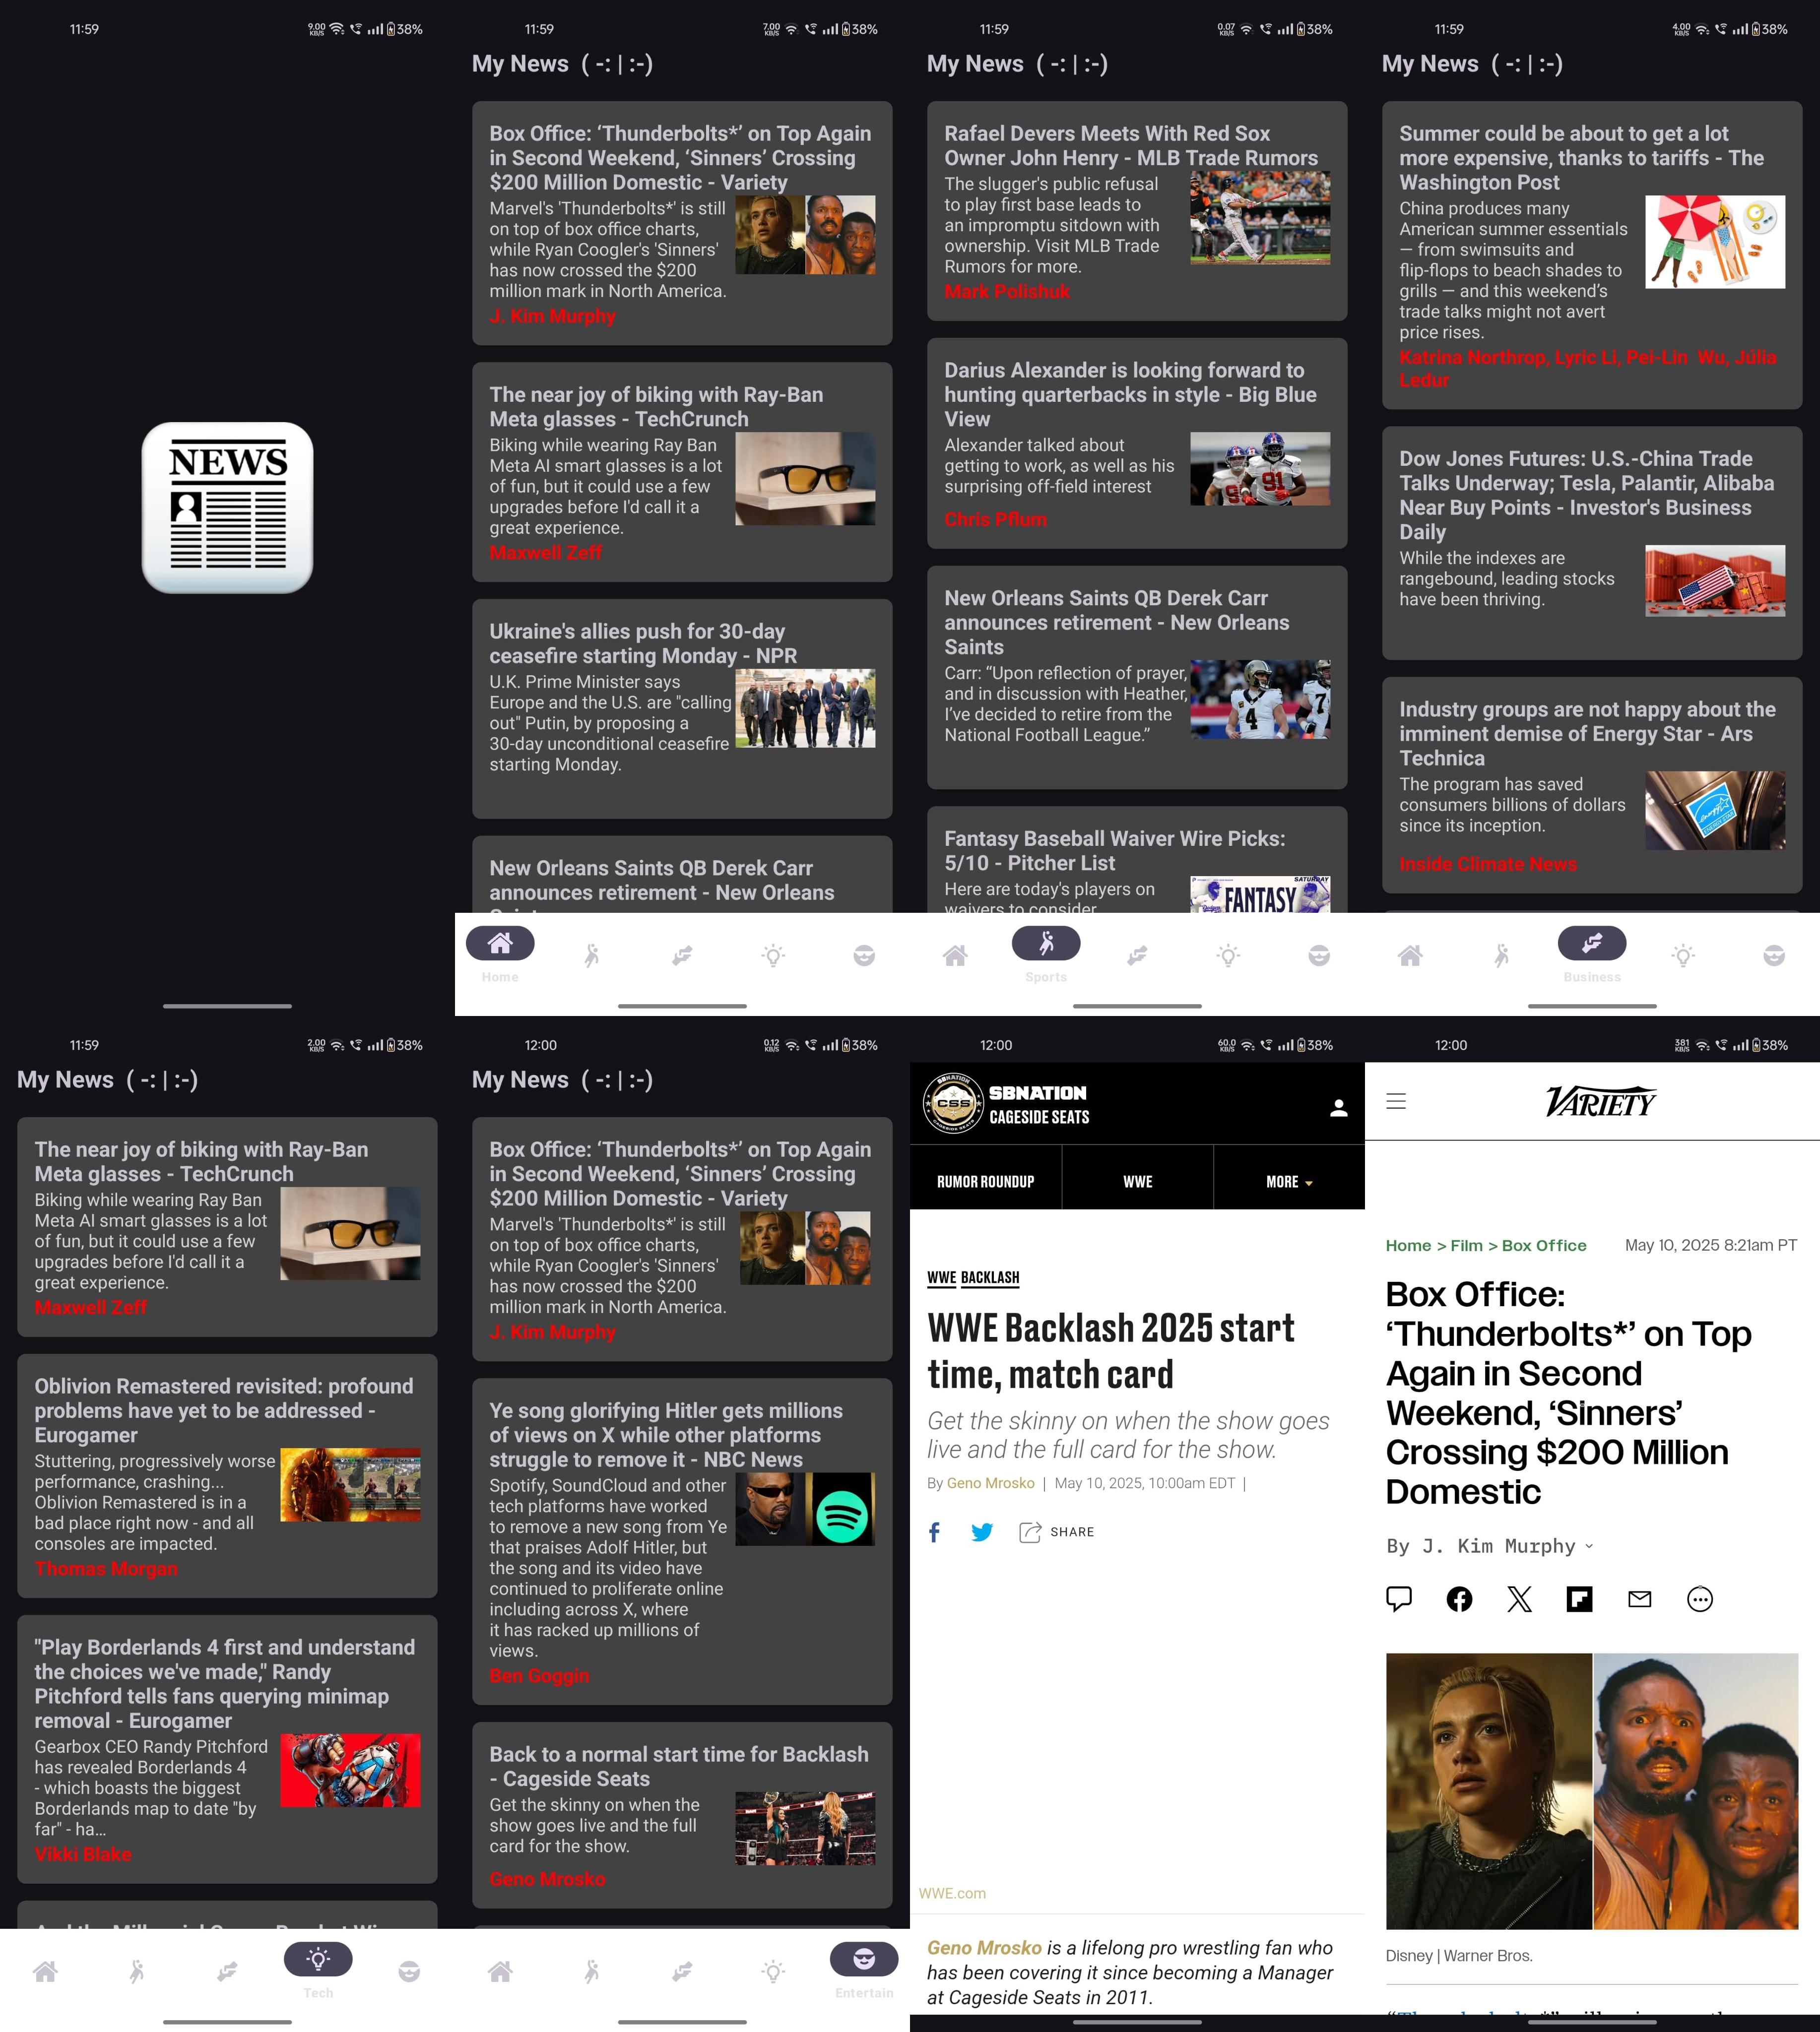 11:59
9.00 KB/S 38%
NEWS
11:59
7.00 KB/S 38%
My News ( -: | :-)
Box Office: ‘Thunderbolts*’ on Top Again
in Second Weekend, ‘Sinners’ Crossing
$200 Million Domestic - Variety
Marvel's 'Thunderbolts*' is still
on top of box office charts,
while Ryan Coogler's 'Sinners'
has now crossed the $200
million mark in North America.
J. Kim Murphy
The near joy of biking with Ray-Ban
Meta glasses - TechCrunch
Biking while wearing Ray Ban
Meta AI smart glasses is a lot
of fun, but it could use a few
upgrades before I'd call it a
great experience.
Maxwell Zeff
Ukraine's allies push for 30-day
ceasefire starting Monday - NPR
U.K. Prime Minister says
Europe and the U.S. are "calling
out" Putin, by proposing a
30-day unconditional ceasefire
starting Monday.
New Orleans Saints QB Derek Carr
announces retirement - New Orleans
Home
11:59
0.07 KB/S 38%
My News ( -: | :-)
Rafael Devers Meets With Red Sox
Owner John Henry - MLB Trade Rumors
The slugger's public refusal
to play first base leads to
an impromptu sitdown with
ownership. Visit MLB Trade
Rumors for more.
Mark Polishuk
Darius Alexander is looking forward to
hunting quarterbacks in style - Big Blue
View
Alexander talked about
getting to work, as well as his
surprising off-field interest
91
Chris Pflum
New Orleans Saints QB Derek Carr
announces retirement - New Orleans
Saints
Carr: “Upon reflection of prayer,
and in discussion with Heather,
I’ve decided to retire from the
National Football League.”
4
7
Fantasy Baseball Waiver Wire Picks:
5/10 - Pitcher List
Here are today's players on
waivers to consider
SATURDAY
FANTASY
Sports
11:59
4.00 KB/S 38%
My News ( -: | :-)
Summer could be about to get a lot
more expensive, thanks to tariffs - The
Washington Post
China produces many
American summer essentials
— from swimsuits and
flip-flops to beach shades to
grills — and this weekend’s
trade talks might not avert
price rises.
Katrina Northrop, Lyric Li, Pei-Lin Wu, Júlia
Ledur
Dow Jones Futures: U.S.-China Trade
Talks Underway; Tesla, Palantir, Alibaba
Near Buy Points - Investor's Business
Daily
While the indexes are
rangebound, leading stocks
have been thriving.
Industry groups are not happy about the
imminent demise of Energy Star - Ars
Technica
The program has saved
consumers billions of dollars
since its inception.
energy
ENERGY STAR
Inside Climate News
Business
11:59
2.00 KB/S 38%
My News ( -: | :-)
The near joy of biking with Ray-Ban
Meta glasses - TechCrunch
Biking while wearing Ray Ban
Meta AI smart glasses is a lot
of fun, but it could use a few
upgrades before I'd call it a
great experience.
Maxwell Zeff
Oblivion Remastered revisited: profound
problems have yet to be addressed -
Eurogamer
Stuttering, progressively worse
performance, crashing...
Oblivion Remastered is in a
bad place right now - and all
consoles are impacted.
Thomas Morgan
"Play Borderlands 4 first and understand
the choices we've made," Randy
Pitchford tells fans querying minimap
removal - Eurogamer
Gearbox CEO Randy Pitchford
has revealed Borderlands 4
- which boasts the biggest
Borderlands map to date "by
far" - ha…
Vikki Blake
Tech
12:00
0.12 KB/S 38%
My News ( -: | :-)
Box Office: ‘Thunderbolts*’ on Top Again
in Second Weekend, ‘Sinners’ Crossing
$200 Million Domestic - Variety
Marvel's 'Thunderbolts*' is still
on top of box office charts,
while Ryan Coogler's 'Sinners'
has now crossed the $200
million mark in North America.
J. Kim Murphy
Ye song glorifying Hitler gets millions
of views on X while other platforms
struggle to remove it - NBC News
Spotify, SoundCloud and other
tech platforms have worked
to remove a new song from Ye
that praises Adolf Hitler, but
the song and its video have
continued to proliferate online
including across X, where
it has racked up millions of
views.
Ben Goggin
Back to a normal start time for Backlash
- Cageside Seats
Get the skinny on when the
show goes live and the full
card for the show.
Geno Mrosko
Entertain
12:00
60.0 KB/S 38%
CSS
SBNATION
CAGESIDE SEATS
RUMOR ROUNDUP
WWE
MORE
WWE BACKLASH
WWE Backlash 2025 start
time, match card
Get the skinny on when the show goes
live and the full card for the show.
By Geno Mrosko | May 10, 2025, 10:00am EDT |
SHARE
WWE.com
Geno Mrosko is a lifelong pro wrestling fan who
has been covering it since becoming a Manager
at Cageside Seats in 2011.
12:00
381 KB/S 38%
VARIETY
Home > Film > Box Office
May 10, 2025 8:21am PT
Box Office:
‘Thunderbolts*’ on Top
Again in Second
Weekend, ‘Sinners’
Crossing $200 Million
Domestic
By J. Kim Murphy
Disney | Warner Bros.